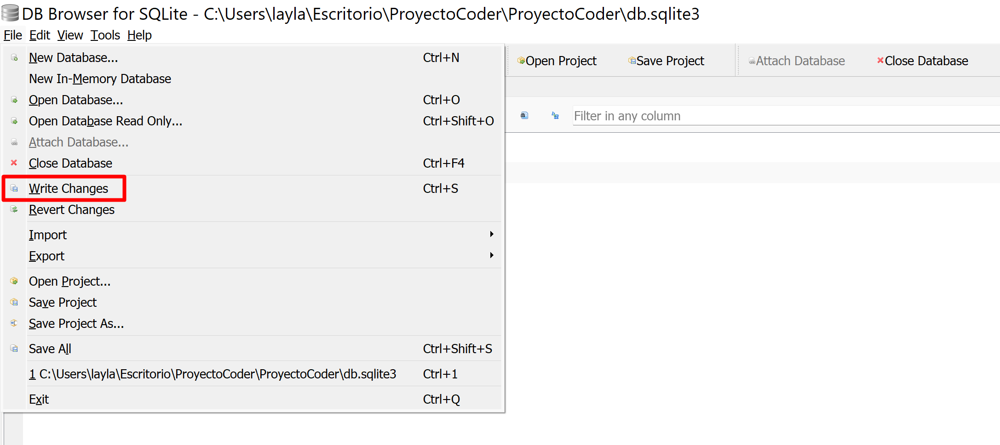 DB Browser for SQLite - C:\Users\layla\Escritorio\ProyectoCoder\ProyectoCoder\db.sqlite3
File Edit View Tools Help
New Database... Ctrl+N
New In-Memory Database
Open Database... Ctrl+O
Open Database Read Only... Ctrl+Shift+O
Attach Database...
Close Database Ctrl+F4
Write Changes Ctrl+S
Revert Changes
Import
Export
Open Project...
Save Project
Save Project As...
Save All Ctrl+Shift+S
1 C:\Users\layla\Escritorio\ProyectoCoder\ProyectoCoder\db.sqlite3 Ctrl+1
Exit Ctrl+Q
Open Project Save Project Attach Database Close Database
Filter in any column